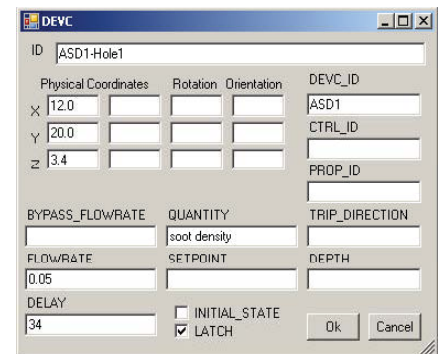 DEVC
ID ASD1-Hole1
Physical Coordinates Rotation Orientation DEVC_ID
X 12.0 ASD1
Y 20.0 CTRL_ID
Z 3.4 PROP_ID
BYPASS_FLOWRATE QUANTITY TRIP_DIRECTION
soot density
FLOWRATE SETPOINT DEPTH
0.05
DELAY INITIAL_STATE
34 LATCH Ok Cancel